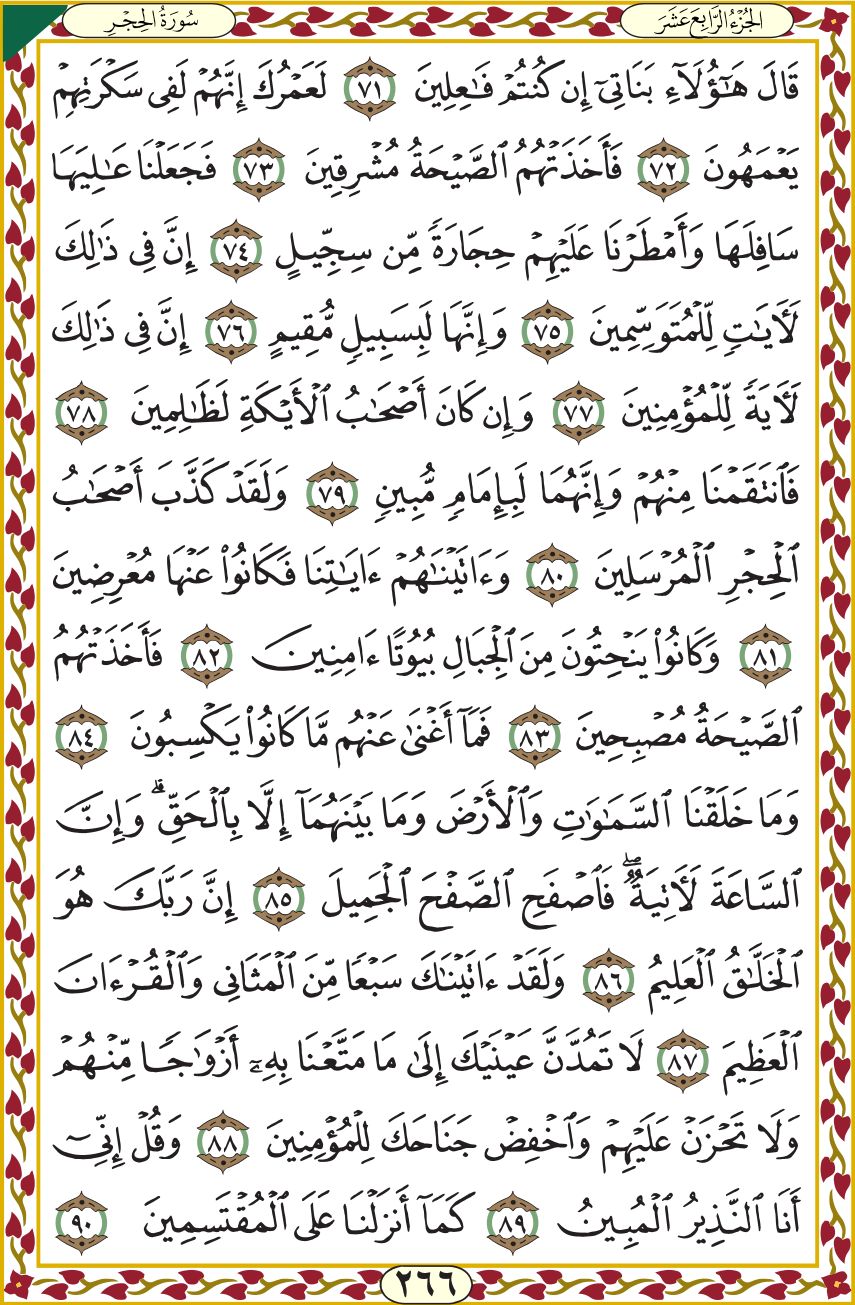 الجُزْءُ الرَّابِعَ عَشَرَ
سُورَةُ الحِجْرِ
قَالَ هَٰٓؤُلَآءِ بَنَاتِىٓ إِن كُنتُمْ فَٰعِلِينَ ٧١ لَعَمْرُكَ إِنَّهُمْ لَفِى سَكْرَتِهِمْ
يَعْمَهُونَ ٧٢ فَأَخَذَتْهُمُ ٱلصَّيْحَةُ مُشْرِقِينَ ٧٣ فَجَعَلْنَا عَٰلِيَهَا
سَافِلَهَا وَأَمْطَرْنَا عَلَيْهِمْ حِجَارَةً مِّن سِجِّيلٍ ٧٤ إِنَّ فِى ذَٰلِكَ
لَءَايَٰتٍ لِّلْمُتَوَسِّمِينَ ٧٥ وَإِنَّهَا لَبِسَبِيلٍ مُّقِيمٍ ٧٦ إِنَّ فِى ذَٰلِكَ
لَءَايَةً لِّلْمُؤْمِنِينَ ٧٧ وَإِن كَانَ أَصْحَٰبُ ٱلْأَيْكَةِ لَظَٰلِمِينَ ٧٨
فَٱنتَقَمْنَا مِنْهُمْ وَإِنَّهُمَا لَبِإِمَامٍ مُّبِينٍ ٧٩ وَلَقَدْ كَذَّبَ أَصْحَٰبُ
ٱلْحِجْرِ ٱلْمُرْسَلِينَ ٨٠ وَءَاتَيْنَٰهُمْ ءَايَٰتِنَا فَكَانُوا۟ عَنْهَا مُعْرِضِينَ
٨١ وَكَانُوا۟ يَنْحِتُونَ مِنَ ٱلْجِبَالِ بُيُوتًا ءَامِنِينَ ٨٢ فَأَخَذَتْهُمُ
ٱلصَّيْحَةُ مُصْبِحِينَ ٨٣ فَمَآ أَغْنَىٰ عَنْهُم مَّا كَانُوا۟ يَكْسِبُونَ ٨٤
وَمَا خَلَقْنَا ٱلسَّمَٰوَٰتِ وَٱلْأَرْضَ وَمَا بَيْنَهُمَآ إِلَّا بِٱلْحَقِّ ۗ وَإِنَّ
ٱلسَّاعَةَ لَءَاتِيَةٌ ۖ فَٱصْفَحِ ٱلصَّفْحَ ٱلْجَمِيلَ ٨٥ إِنَّ رَبَّكَ هُوَ
ٱلْخَلَّٰقُ ٱلْعَلِيمُ ٨٦ وَلَقَدْ ءَاتَيْنَٰكَ سَبْعًا مِّنَ ٱلْمَثَانِى وَٱلْقُرْءَانَ
ٱلْعَظِيمَ ٨٧ لَا تَمُدَّنَّ عَيْنَيْكَ إِلَىٰ مَا مَتَّعْنَا بِهِۦٓ أَزْوَٰجًا مِّنْهُمْ
وَلَا تَحْزَنْ عَلَيْهِمْ وَٱخْفِضْ جَنَاحَكَ لِلْمُؤْمِنِينَ ٨٨ وَقُلْ إِنِّىٓ
أَنَا ٱلنَّذِيرُ ٱلْمُبِينُ ٨٩ كَمَآ أَنزَلْنَا عَلَى ٱلْمُقْتَسِمِينَ ٩٠
٢٦٦